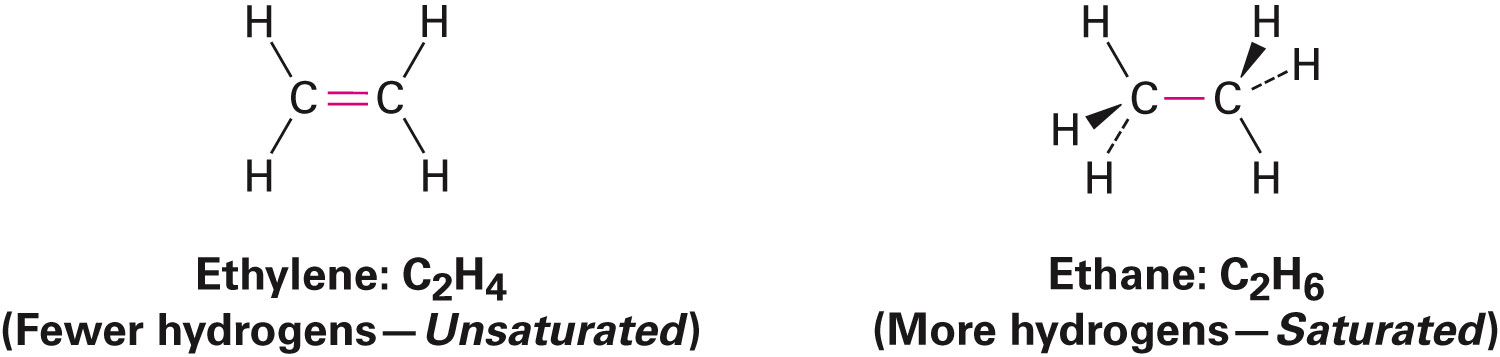 H H H H
H
C C C C
H
H H H H
Ethylene: C₂H₄ Ethane: C₂H₆
(Fewer hydrogens—Unsaturated) (More hydrogens—Saturated)